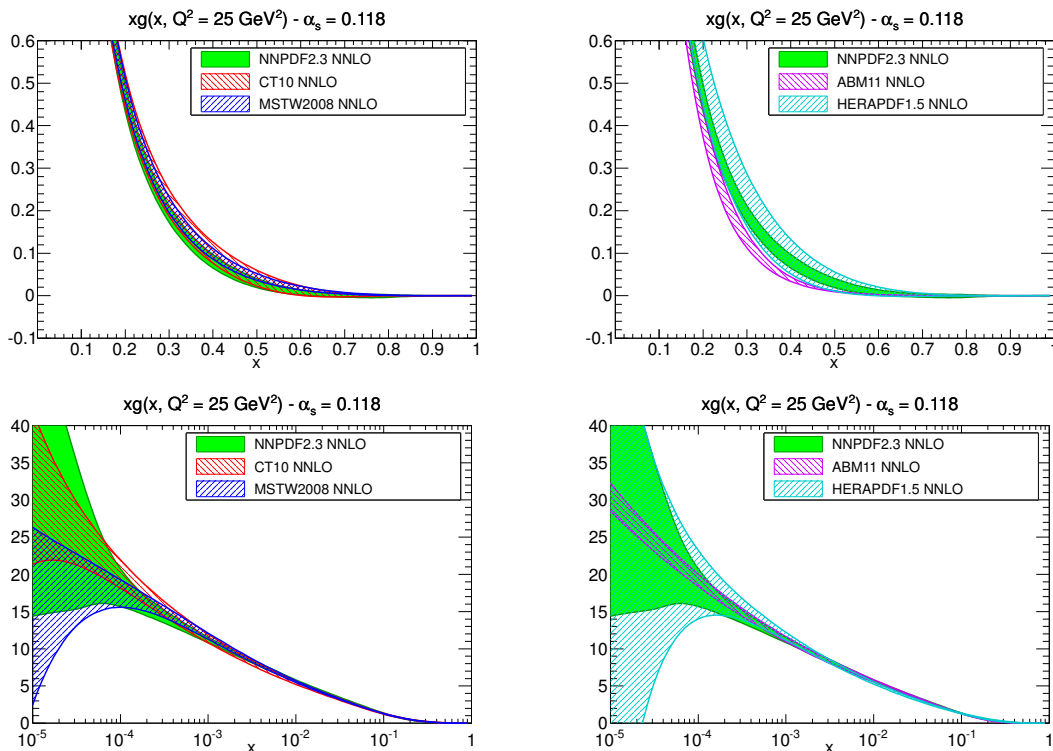 xg(x, Q² = 25 GeV²) - αₛ = 0.118
0.6
0.5
0.4
0.3
0.2
0.1
0
-0.1
NNPDF2.3 NNLO
CT10 NNLO
MSTW2008 NNLO
0.1 0.2 0.3 0.4 0.5 0.6 0.7 0.8 0.9 1
x
xg(x, Q² = 25 GeV²) - αₛ = 0.118
0.6
0.5
0.4
0.3
0.2
0.1
0
-0.1
NNPDF2.3 NNLO
ABM11 NNLO
HERAPDF1.5 NNLO
0.1 0.2 0.3 0.4 0.5 0.6 0.7 0.8 0.9 1
x
xg(x, Q² = 25 GeV²) - αₛ = 0.118
40
35
30
25
20
15
10
5
0
NNPDF2.3 NNLO
CT10 NNLO
MSTW2008 NNLO
10⁻⁵ 10⁻⁴ 10⁻³ 10⁻² 10⁻¹ 1
x
xg(x, Q² = 25 GeV²) - αₛ = 0.118
40
35
30
25
20
15
10
5
0
NNPDF2.3 NNLO
ABM11 NNLO
HERAPDF1.5 NNLO
10⁻⁵ 10⁻⁴ 10⁻³ 10⁻² 10⁻¹ 1
x